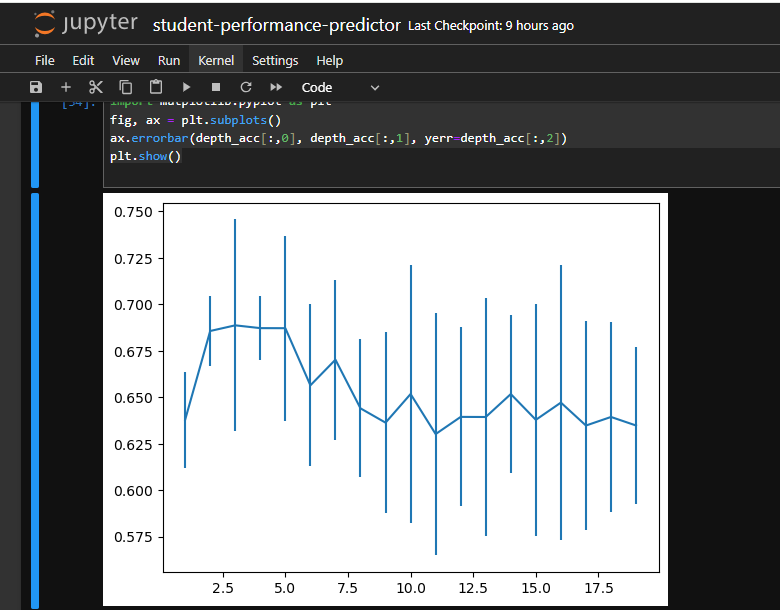 jupyter student-performance-predictor Last Checkpoint: 9 hours ago
File Edit View Run Kernel Settings Help
Code
import matplotlib.pyplot as plt
fig, ax = plt.subplots()
ax.errorbar(depth_acc[:,0], depth_acc[:,1], yerr=depth_acc[:,2])
plt.show()
0.750
0.725
0.700
0.675
0.650
0.625
0.600
0.575
2.5 5.0 7.5 10.0 12.5 15.0 17.5